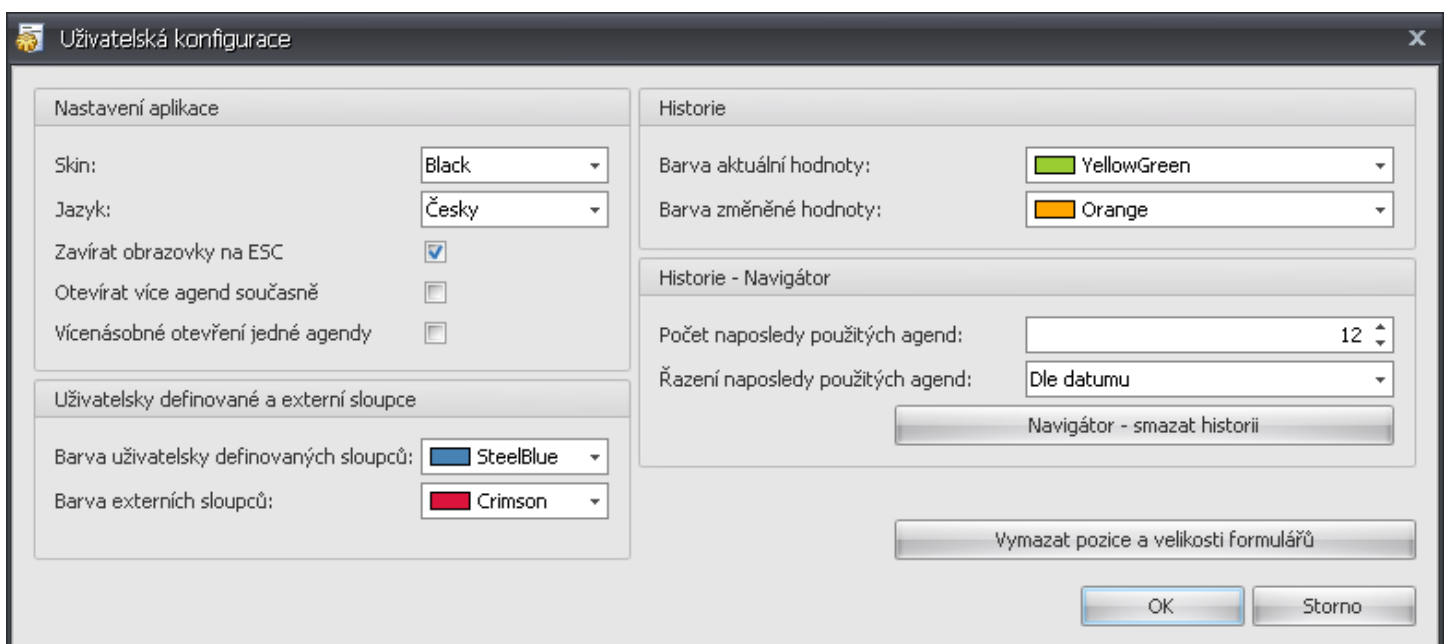 Uživatelská konfigurace
Nastavení aplikace
Skin: Black
Jazyk: Česky
Zavírat obrazovky na ESC
Otevírat více agend současně
Vícenásobné otevření jedné agendy
Uživatelsky definované a externí sloupce
Barva uživatelsky definovaných sloupců: SteelBlue
Barva externích sloupců: Crimson
Historie
Barva aktuální hodnoty: YellowGreen
Barva změněné hodnoty: Orange
Historie - Navigátor
Počet naposledy použitých agend: 12
Řazení naposledy použitých agend: Dle datumu
Navigátor - smazat historii
Vymazat pozice a velikosti formulářů
OK Storno